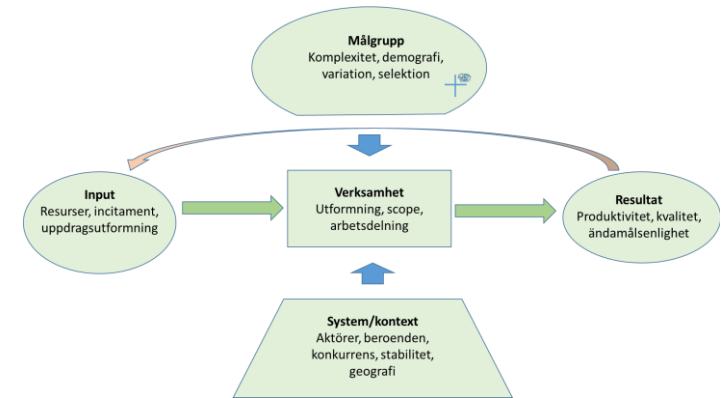 Målgrupp
Komplexitet, demografi,
variation, selektion
Input
Resurser, incitament,
uppdragsutformning
Verksamhet
Utformning, scope,
arbetsdelning
Resultat
Produktivitet, kvalitet,
ändamålsenlighet
System/kontext
Aktörer, beroenden,
konkurrens, stabilitet,
geografi